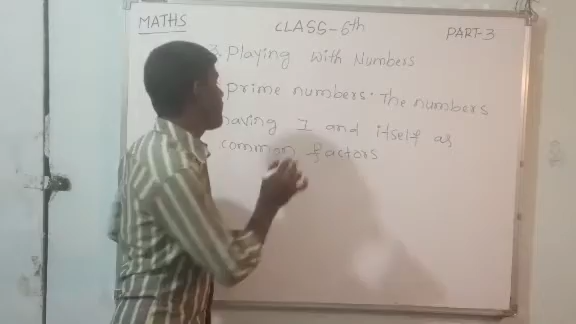 MATHS
CLASS-6th
PART-3
3. Playing with Numbers
prime numbers: The numbers
having 1 and itself as
common factors